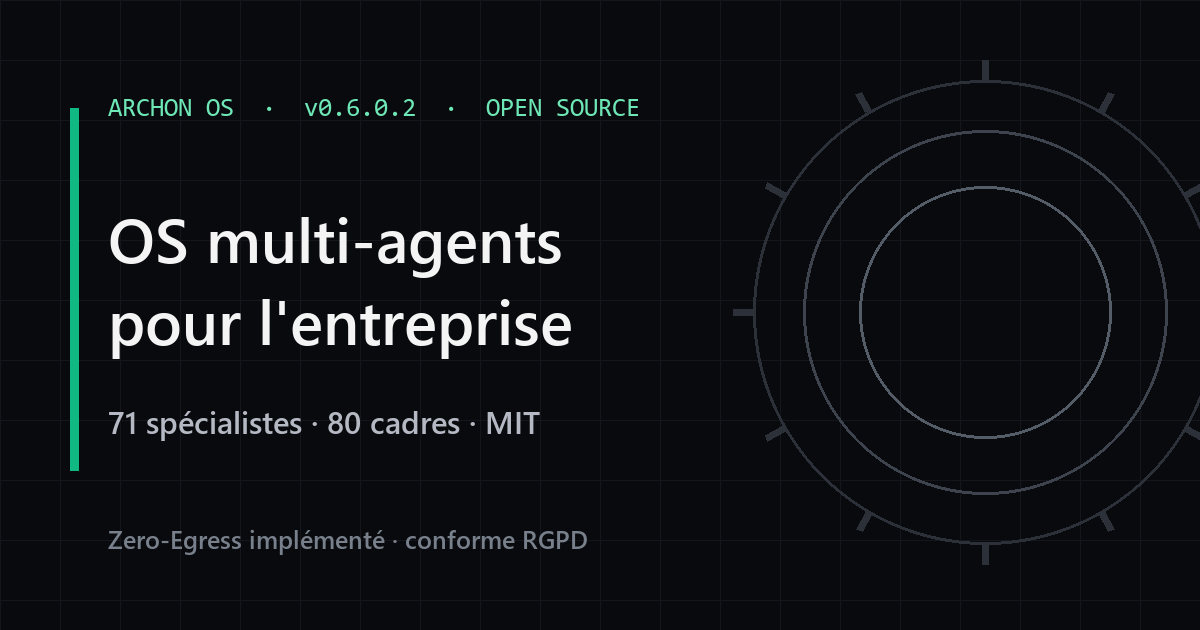 ARCHON OS · v0.6.0.2 · OPEN SOURCE
OS multi-agents
pour l'entreprise
71 spécialistes · 80 cadres · MIT
Zero-Egress implémenté · conforme RGPD